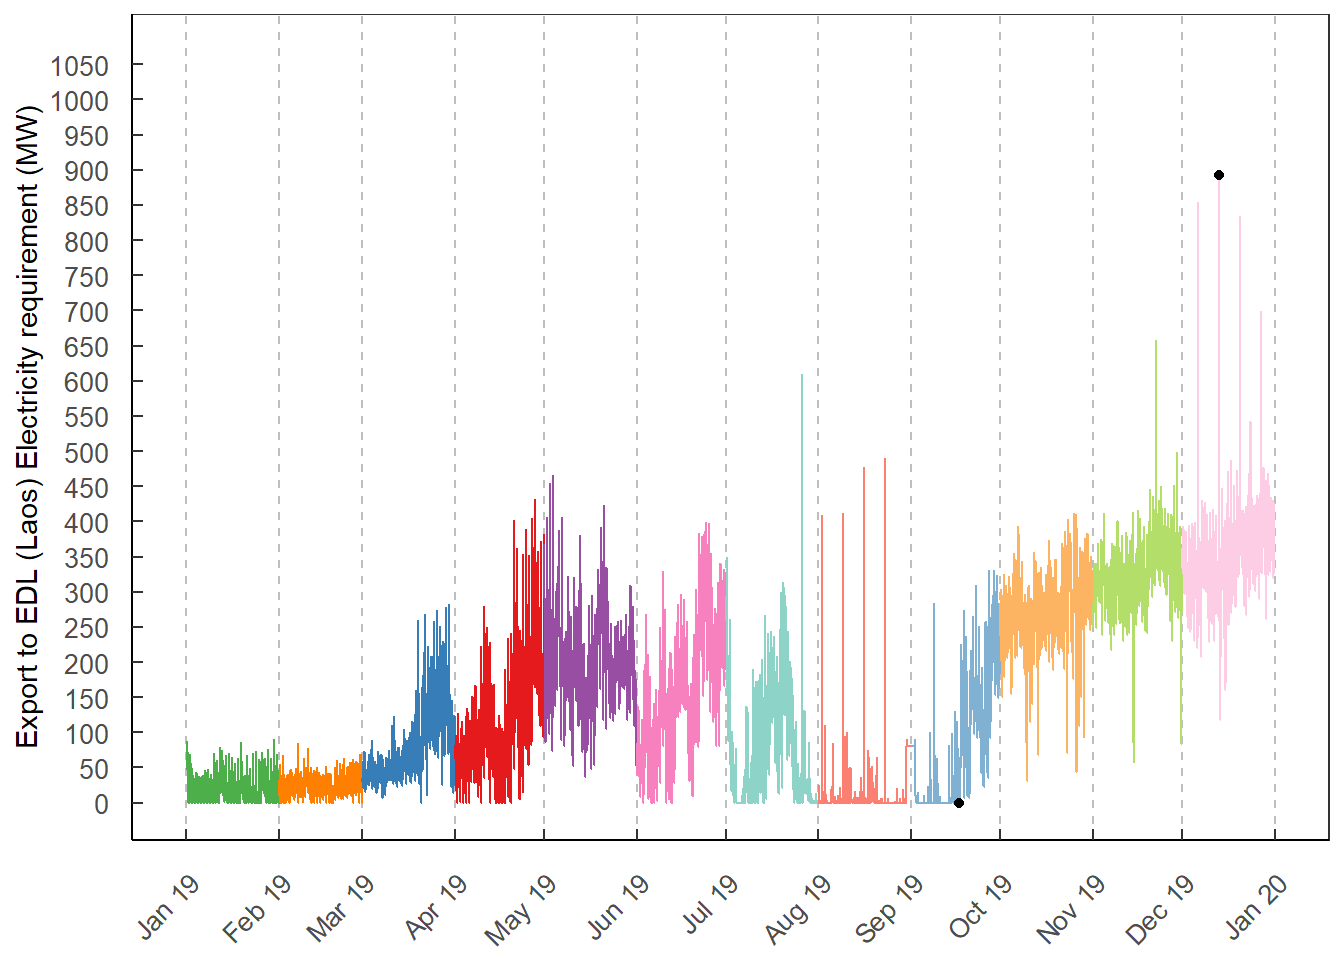 Export to EDL (Laos) Electricity requirement (MW)
1050
1000
950
900
850
800
750
700
650
600
550
500
450
400
350
300
250
200
150
100
50
0
Jan 19
Feb 19
Mar 19
Apr 19
May 19
Jun 19
Jul 19
Aug 19
Sep 19
Oct 19
Nov 19
Dec 19
Jan 20